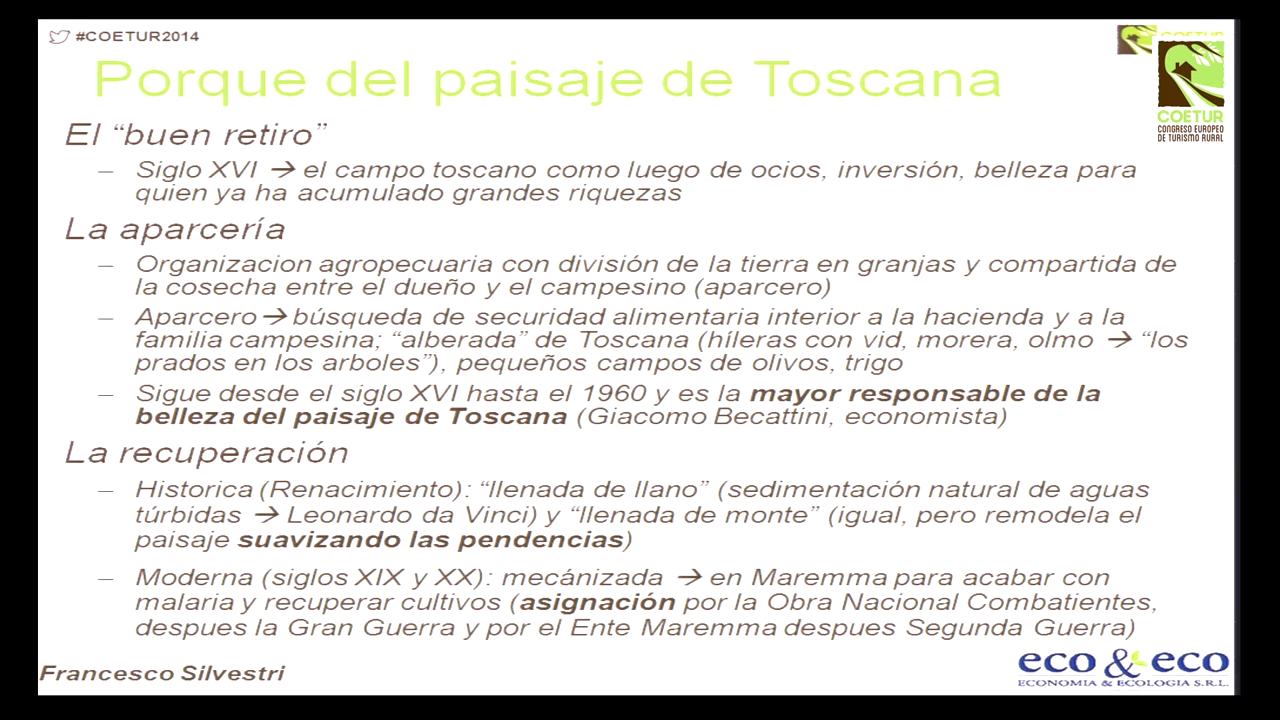 #COETUR2014
Porque del paisaje de Toscana
COETUR
CONGRESO EUROPEO
DE TURISMO RURAL
El “buen retiro”
– Siglo XVI → el campo toscano como luego de ocios, inversión, belleza para
quien ya ha acumulado grandes riquezas
La aparcería
– Organizacion agropecuaria con división de la tierra en granjas y compartida de
la cosecha entre el dueño y el campesino (aparcero)
– Aparcero → búsqueda de securidad alimentaria interior a la hacienda y a la
familia campesina; “alberada” de Toscana (híleras con vid, morera, olmo → “los
prados en los arboles”), pequeños campos de olivos, trigo
– Sigue desde el siglo XVI hasta el 1960 y es la mayor responsable de la
belleza del paisaje de Toscana (Giacomo Becattini, economista)
La recuperación
– Historica (Renacimiento): “llenada de llano” (sedimentación natural de aguas
túrbidas → Leonardo da Vinci) y “llenada de monte” (igual, pero remodela el
paisaje suavizando las pendencias)
– Moderna (siglos XIX y XX): mecánizada → en Maremma para acabar con
malaria y recuperar cultivos (asignación por la Obra Nacional Combatientes,
despues la Gran Guerra y por el Ente Maremma despues Segunda Guerra)
Francesco Silvestri
eco & eco
ECONOMIA & ECOLOGIA S.R.L.